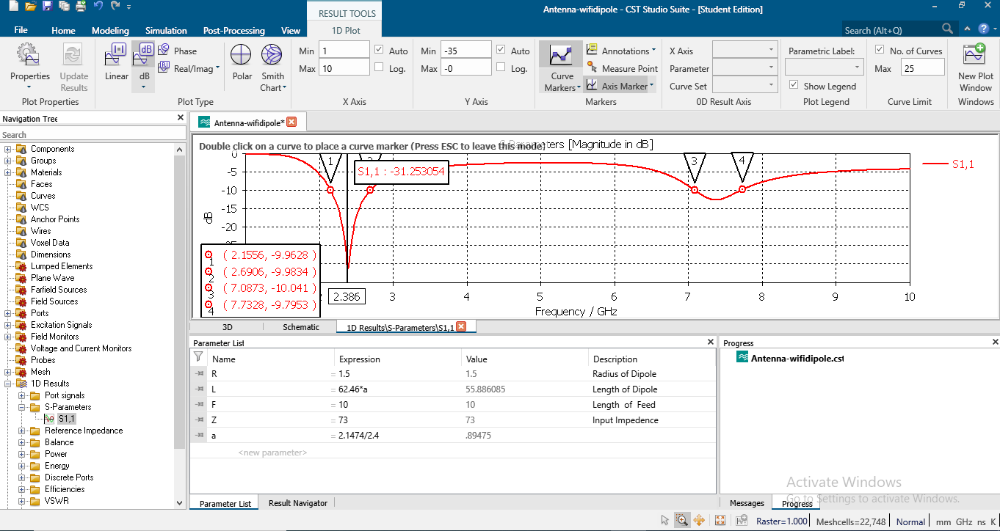 Antenna-wifidipole - CST Studio Suite - [Student Edition]
RESULT TOOLS
File Home Modeling Simulation Post-Processing View 1D Plot Search (Alt+Q)
Properties
Update Results
Plot Properties
Linear dB
Phase
Real/Imag
Polar
Smith Chart
Plot Type
Min 1 Auto
Max 10 Log.
X Axis
Min -35 Auto
Max -0 Log.
Y Axis
Curve Markers
Annotations
Measure Point
Axis Marker
Markers
X Axis
Parameter
Curve Set
0D Result Axis
Parametric Label:
Show Legend
Plot Legend
No. of Curves
Max 25
Curve Limit
New Plot Window
Windows
Navigation Tree
Search
Components
Groups
Materials
Faces
Curves
WCS
Anchor Points
Wires
Voxel Data
Dimensions
Lumped Elements
Plane Wave
Farfield Sources
Field Sources
Ports
Excitation Signals
Field Monitors
Voltage and Current Monitors
Probes
Mesh
1D Results
Port signals
S-Parameters
S1,1
Reference Impedance
Balance
Power
Energy
Discrete Ports
Efficiencies
VSWR
Antenna-wifidipole*
Double click on a curve to place a curve marker (Press ESC to leave this mode)
S-Parameters [Magnitude in dB]
0
-5
-10
-15
-20
-25
dB
1 2 3 4
S1,1 : -31.253054
S1,1
1 ( 2.1556, -9.9628 )
2 ( 2.6906, -9.9834 )
3 ( 7.0873, -10.041 )
4 ( 7.7328, -9.7953 )
2 2.386 3 4 5 6 7 8 9 10
Frequency / GHz
3D Schematic 1D Results\S-Parameters\S1,1
Parameter List
Name Expression Value Description
R = 1.5 1.5 Radius of Dipole
L = 62.46*a 55.886085 Length of Dipole
F = 10 10 Length of Feed
Z = 73 73 Input Impedence
a = 2.1474/2.4 .89475
<new parameter>
Parameter List Result Navigator
Progress
Antenna-wifidipole.cst
Activate Windows
Go to Settings to activate Windows.
Messages Progress
Raster=1.000 Meshcells=22,748 Normal mm GHz ns K